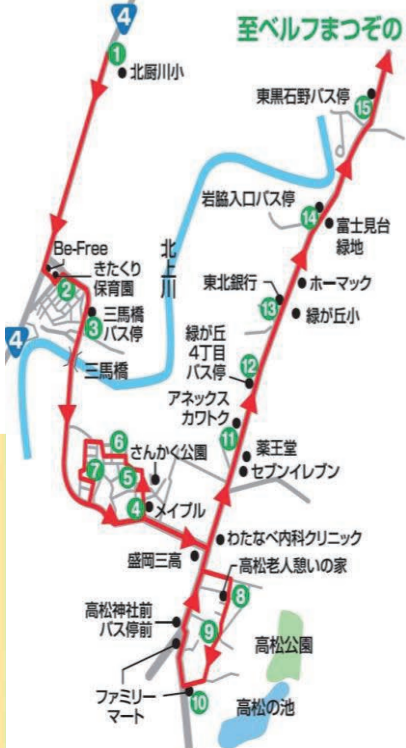 4
至ベルフまつぞの
1
北厨川小
東黒石野バス停
15
岩脇入口バス停
14
富士見台
緑地
北上川
Be-Free
きたくり
保育園
2
東北銀行
ホーマック
13
緑が丘小
3
三馬橋
バス停
4
三馬橋
緑が丘
4丁目
バス停
12
アネックス
カワトク
11
6
さんかく公園
7
5
薬王堂
セブンイレブン
4
メイプル
わたなべ内科クリニック
盛岡三高
高松老人憩いの家
8
高松神社前
バス停前
9
高松公園
ファミリー
マート
10
高松の池